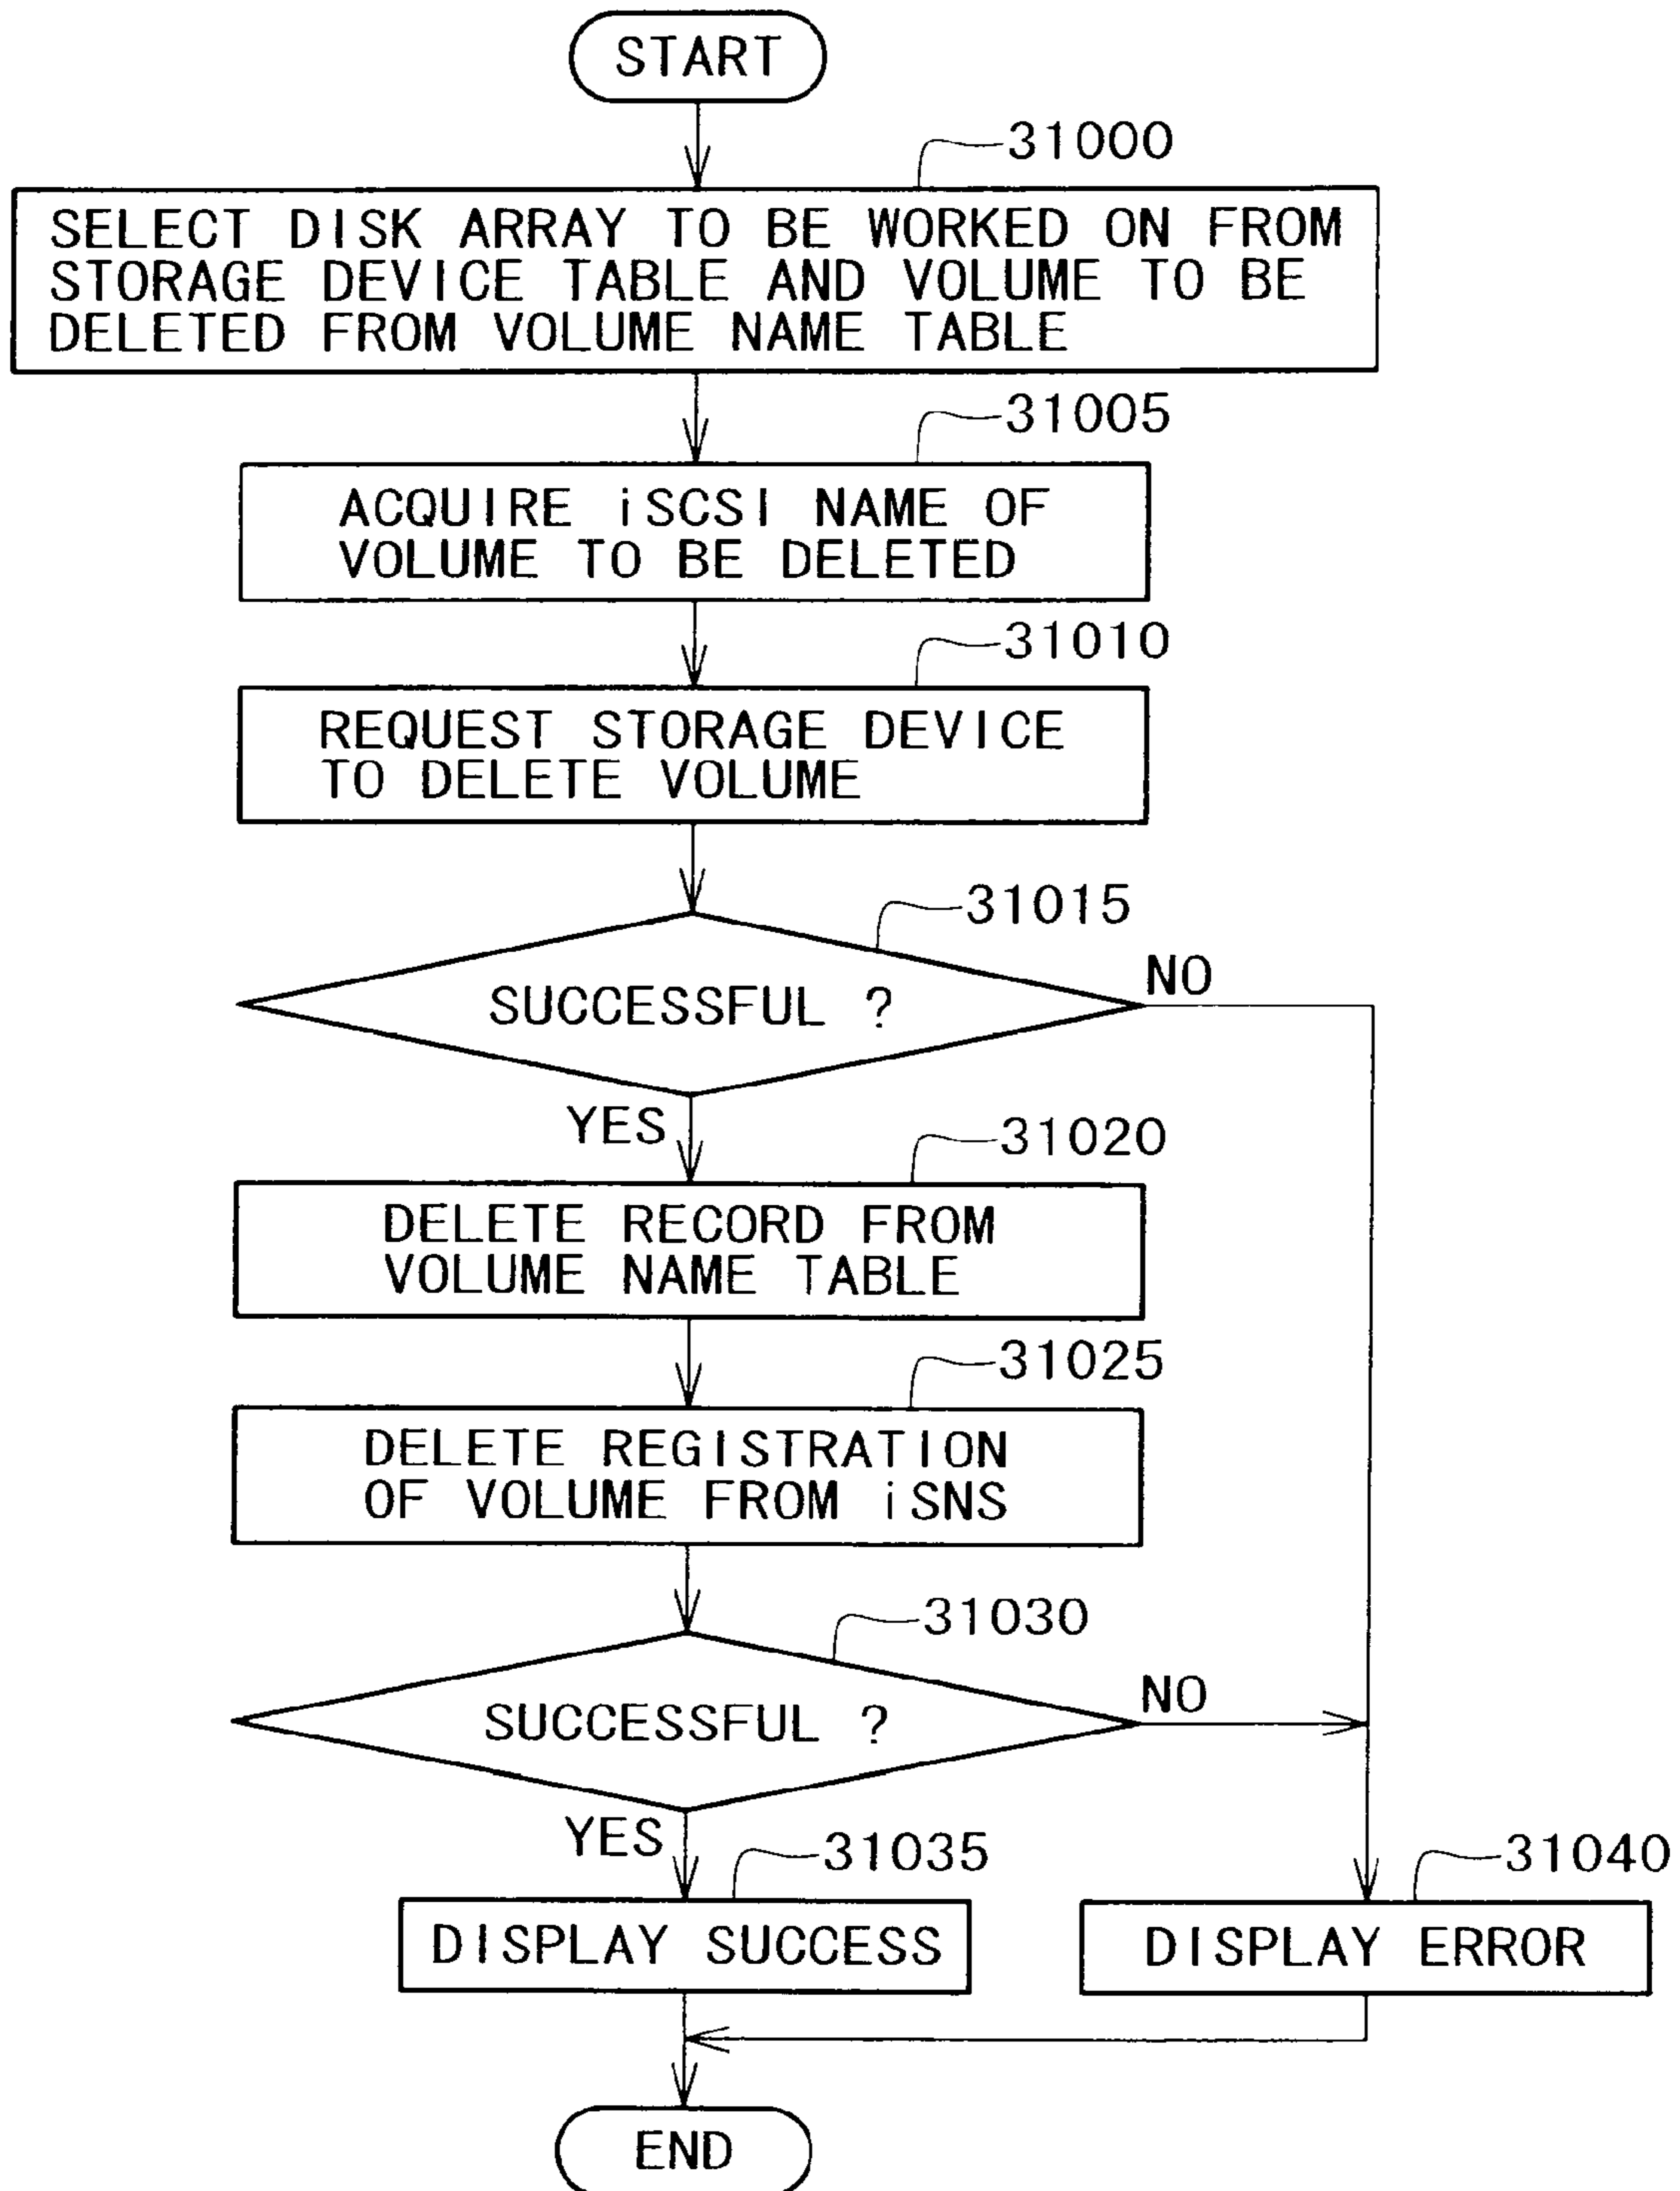 START
31000
SELECT DISK ARRAY TO BE WORKED ON FROM
STORAGE DEVICE TABLE AND VOLUME TO BE
DELETED FROM VOLUME NAME TABLE
31005
ACQUIRE iSCSI NAME OF
VOLUME TO BE DELETED
31010
REQUEST STORAGE DEVICE
TO DELETE VOLUME
31015
SUCCESSFUL ?
NO
YES
31020
DELETE RECORD FROM
VOLUME NAME TABLE
31025
DELETE REGISTRATION
OF VOLUME FROM iSNS
31030
SUCCESSFUL ?
NO
YES
31035
DISPLAY SUCCESS
31040
DISPLAY ERROR
END